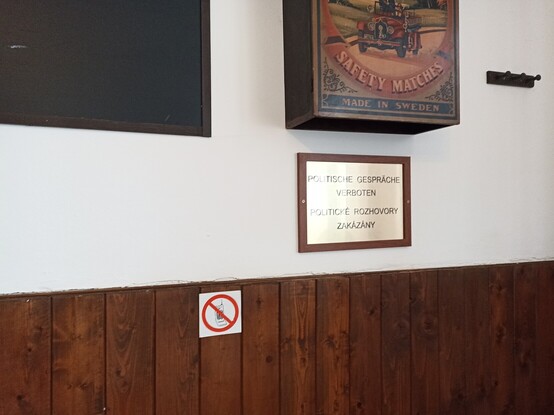 SAFETY MATCHES
MADE IN SWEDEN
POLITISCHE GESPRÄCHE
VERBOTEN
POLITICKÉ ROZHOVORY
ZAKÁZÁNY